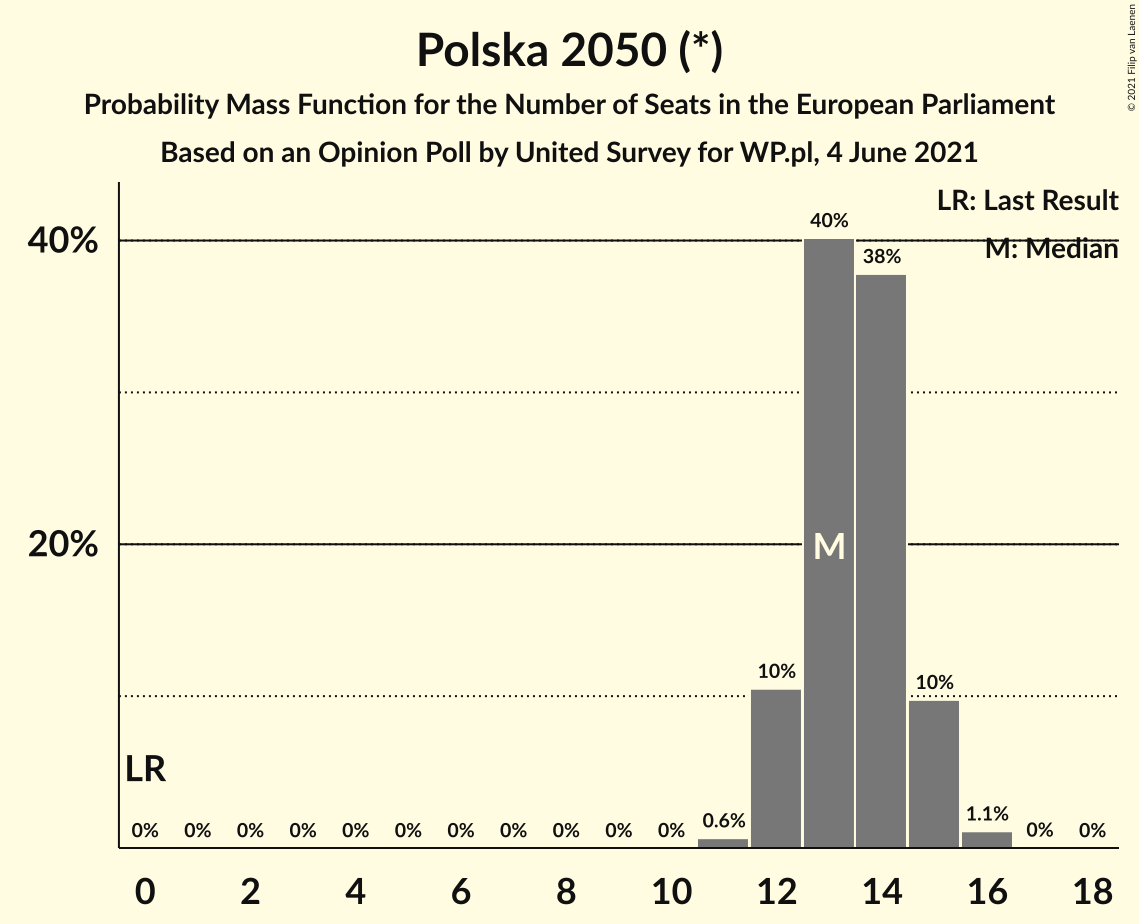 Polska 2050 (*)
Probability Mass Function for the Number of Seats in the European Parliament
Based on an Opinion Poll by United Survey for WP.pl, 4 June 2021
© 2021 Filip van Laenen
LR: Last Result
M: Median
40%
20%
40%
38%
M
10%
10%
LR
0% 0% 0% 0% 0% 0% 0% 0% 0% 0% 0% 0.6% 1.1% 0% 0%
0 2 4 6 8 10 12 14 16 18